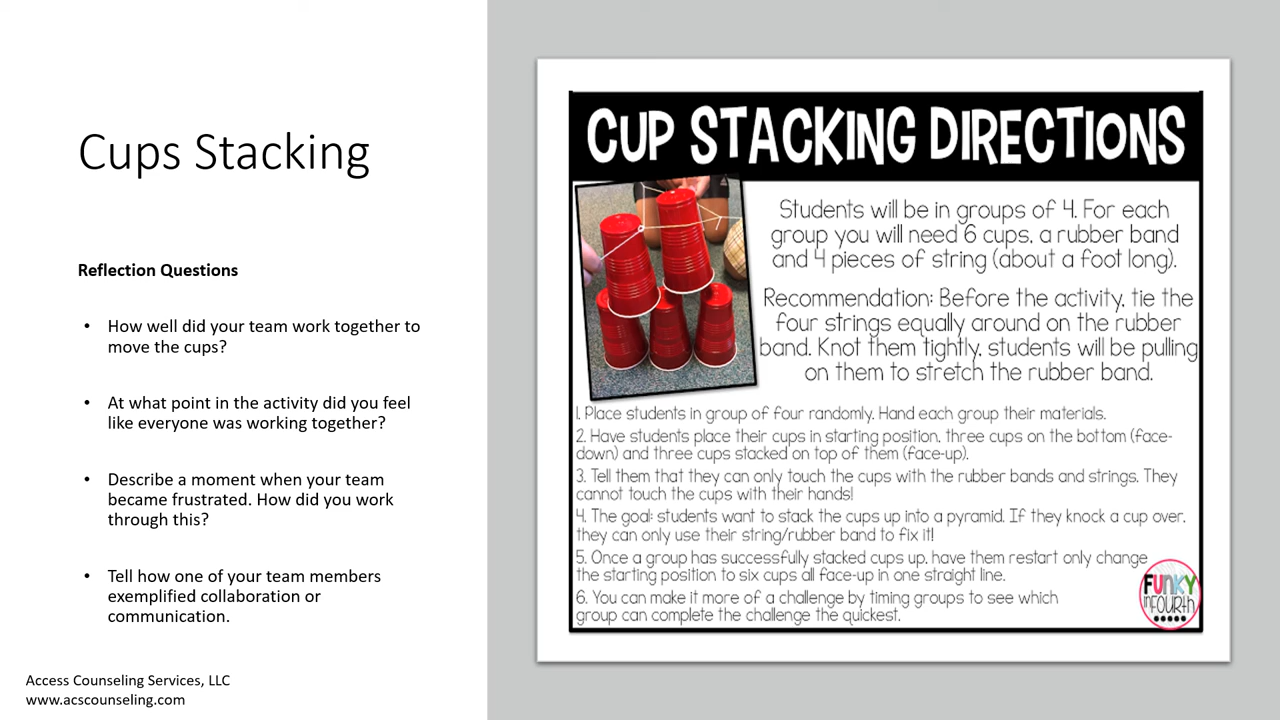 Cups Stacking
Reflection Questions
• How well did your team work together to
move the cups?
• At what point in the activity did you feel
like everyone was working together?
• Describe a moment when your team
became frustrated. How did you work
through this?
• Tell how one of your team members
exemplified collaboration or
communication.
Access Counseling Services, LLC
www.acscounseling.com
CUP STACKING DIRECTIONS
Students will be in groups of 4. For each
group you will need 6 cups, a rubber band
and 4 pieces of string (about a foot long).
Recommendation: Before the activity, tie the
four strings equally around on the rubber
band. Knot them tightly, students will be pulling
on them to stretch the rubber band.
1. Place students in group of four randomly. Hand each group their materials.
2. Have students place their cups in starting position, three cups on the bottom (face-
down) and three cups stacked on top of them (face-up).
3. Tell them that they can only touch the cups with the rubber bands and strings. They
cannot touch the cups with their hands!
4. The goal: students want to stack the cups up into a pyramid. If they knock a cup over,
they can only use their string/rubber band to fix it!
5. Once a group has successfully stacked cups up, have them restart only change
the starting position to six cups all face-up in one straight line.
6. You can make it more of a challenge by timing groups to see which
group can complete the challenge the quickest.
FUNKY
INFOURTH